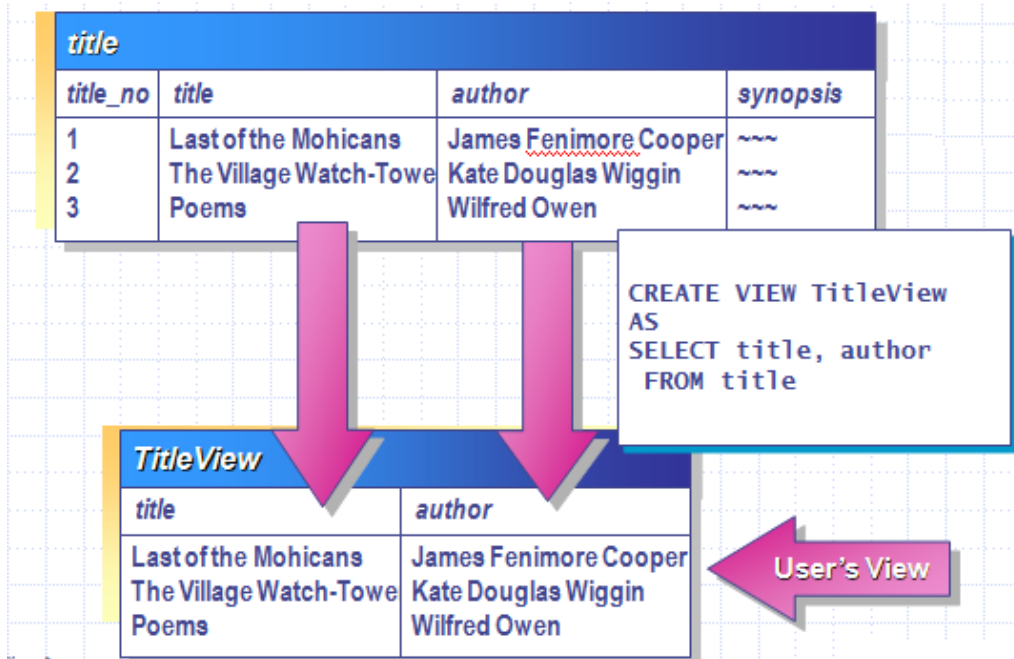 title
title_no title author synopsis
1 Last of the Mohicans James Fenimore Cooper ~~~
2 The Village Watch-Towe Kate Douglas Wiggin ~~~
3 Poems Wilfred Owen ~~~
CREATE VIEW TitleView
AS
SELECT title, author
FROM title
TitleView
title author
Last of the Mohicans James Fenimore Cooper
The Village Watch-Towe Kate Douglas Wiggin
Poems Wilfred Owen
User's View